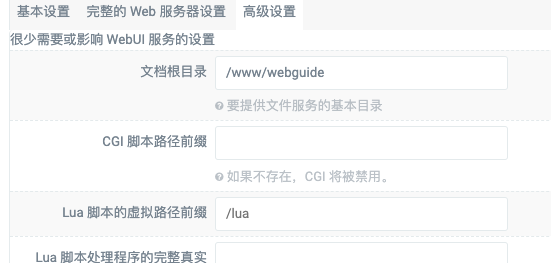 基本设置 完整的 Web 服务器设置 高级设置
很少需要或影响 WebUI 服务的设置
文档根目录 /www/webguide
要提供文件服务的基本目录
CGI 脚本路径前缀
如果不存在，CGI 将被禁用。
Lua 脚本的虚拟路径前缀 /lua
Lua 脚本处理程序的完整真实